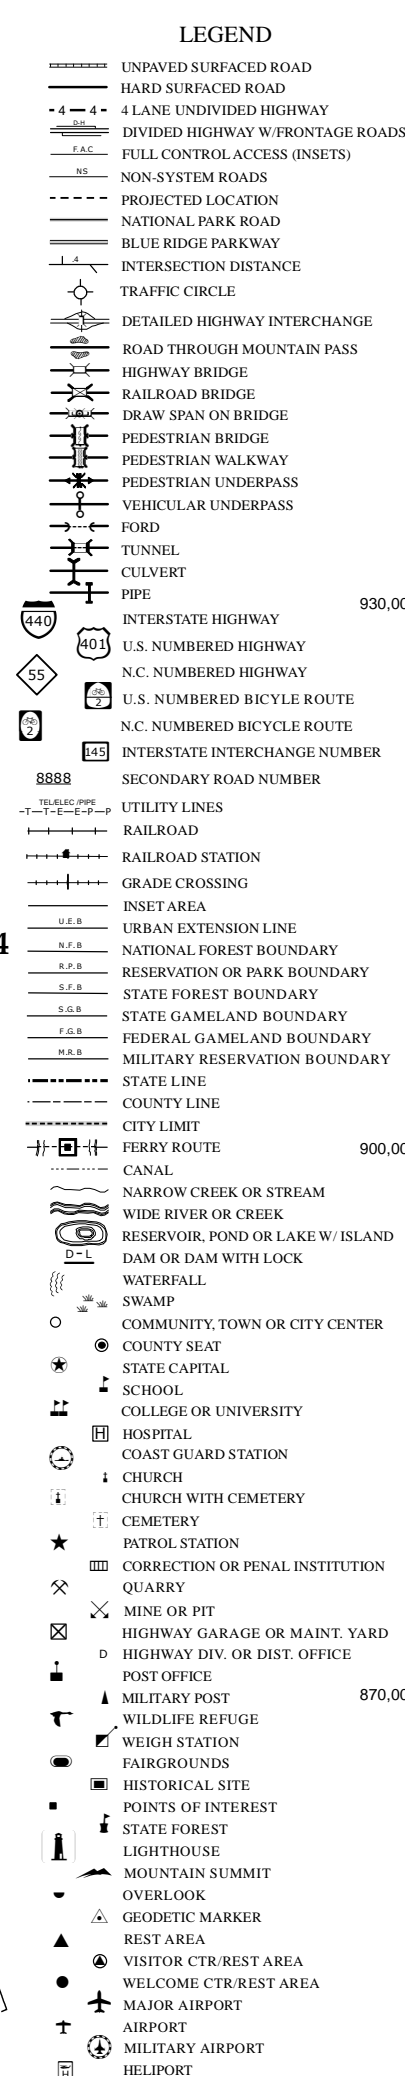 LEGEND
UNPAVED SURFACED ROAD
HARD SURFACED ROAD
4 4 4 LANE UNDIVIDED HIGHWAY
D-H DIVIDED HIGHWAY W/FRONTAGE ROADS
F.A.C FULL CONTROL ACCESS (INSETS)
NS NON-SYSTEM ROADS
PROJECTED LOCATION
NATIONAL PARK ROAD
BLUE RIDGE PARKWAY
.4 INTERSECTION DISTANCE
TRAFFIC CIRCLE
DETAILED HIGHWAY INTERCHANGE
ROAD THROUGH MOUNTAIN PASS
HIGHWAY BRIDGE
RAILROAD BRIDGE
DRAW SPAN ON BRIDGE
PEDESTRIAN BRIDGE
PEDESTRIAN WALKWAY
PEDESTRIAN UNDERPASS
VEHICULAR UNDERPASS
FORD
TUNNEL
CULVERT
PIPE
930,00
440 INTERSTATE HIGHWAY
401 U.S. NUMBERED HIGHWAY
55 N.C. NUMBERED HIGHWAY
2 U.S. NUMBERED BICYLE ROUTE
2 N.C. NUMBERED BICYCLE ROUTE
145 INTERSTATE INTERCHANGE NUMBER
8888 SECONDARY ROAD NUMBER
TEL/ELEC /PIPE
-T—T-E—E-P—P UTILITY LINES
RAILROAD
RAILROAD STATION
GRADE CROSSING
INSET AREA
U.E.B URBAN EXTENSION LINE
4
N.F.B NATIONAL FOREST BOUNDARY
R.P.B RESERVATION OR PARK BOUNDARY
S.F.B STATE FOREST BOUNDARY
S.G.B STATE GAMELAND BOUNDARY
F.G.B FEDERAL GAMELAND BOUNDARY
M.R.B MILITARY RESERVATION BOUNDARY
STATE LINE
COUNTY LINE
CITY LIMIT
FERRY ROUTE
900,00
CANAL
NARROW CREEK OR STREAM
WIDE RIVER OR CREEK
RESERVOIR, POND OR LAKE W/ ISLAND
D-L DAM OR DAM WITH LOCK
WATERFALL
SWAMP
COMMUNITY, TOWN OR CITY CENTER
COUNTY SEAT
STATE CAPITAL
SCHOOL
COLLEGE OR UNIVERSITY
H HOSPITAL
COAST GUARD STATION
CHURCH
CHURCH WITH CEMETERY
CEMETERY
PATROL STATION
CORRECTION OR PENAL INSTITUTION
QUARRY
MINE OR PIT
HIGHWAY GARAGE OR MAINT. YARD
D HIGHWAY DIV. OR DIST. OFFICE
POST OFFICE
MILITARY POST
870,00
WILDLIFE REFUGE
WEIGH STATION
FAIRGROUNDS
HISTORICAL SITE
POINTS OF INTEREST
STATE FOREST
LIGHTHOUSE
MOUNTAIN SUMMIT
OVERLOOK
GEODETIC MARKER
REST AREA
VISITOR CTR/REST AREA
WELCOME CTR/REST AREA
MAJOR AIRPORT
AIRPORT
MILITARY AIRPORT
H HELIPORT